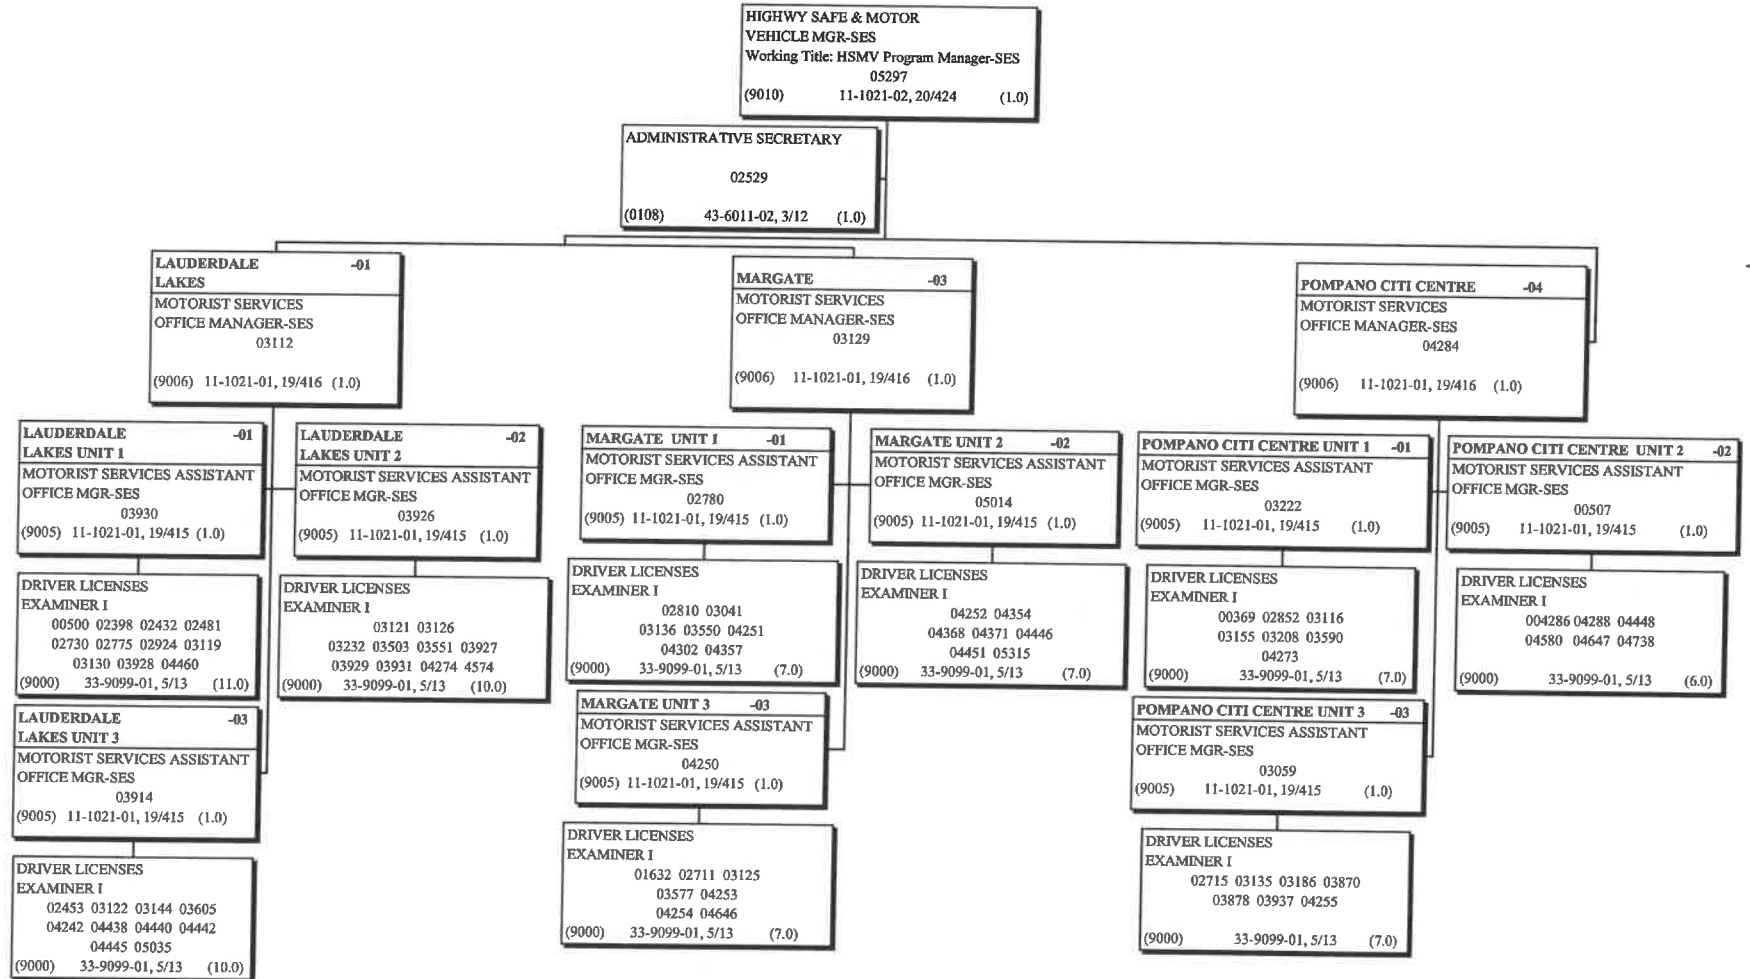 HIGHWY SAFE & MOTOR
VEHICLE MGR-SES
Working Title: HSMV Program Manager-SES
05297
(9010) 11-1021-02, 20/424 (1.0)
ADMINISTRATIVE SECRETARY
02529
(0108) 43-6011-02, 3/12 (1.0)
LAUDERDALE -01
LAKES
MOTORIST SERVICES
OFFICE MANAGER-SES
03112
(9006) 11-1021-01, 19/416 (1.0)
MARGATE -03
MOTORIST SERVICES
OFFICE MANAGER-SES
03129
(9006) 11-1021-01, 19/416 (1.0)
POMPANO CITI CENTRE -04
MOTORIST SERVICES
OFFICE MANAGER-SES
04284
(9006) 11-1021-01, 19/416 (1.0)
LAUDERDALE -01
LAKES UNIT 1
MOTORIST SERVICES ASSISTANT
OFFICE MGR-SES
03930
(9005) 11-1021-01, 19/415 (1.0)
LAUDERDALE -02
LAKES UNIT 2
MOTORIST SERVICES ASSISTANT
OFFICE MGR-SES
03926
(9005) 11-1021-01, 19/415 (1.0)
MARGATE UNIT 1 -01
MOTORIST SERVICES ASSISTANT
OFFICE MGR-SES
02780
(9005) 11-1021-01, 19/415 (1.0)
MARGATE UNIT 2 -02
MOTORIST SERVICES ASSISTANT
OFFICE MGR-SES
05014
(9005) 11-1021-01, 19/415 (1.0)
POMPANO CITI CENTRE UNIT 1 -01
MOTORIST SERVICES ASSISTANT
OFFICE MGR-SES
03222
(9005) 11-1021-01, 19/415 (1.0)
POMPANO CITI CENTRE UNIT 2 -02
MOTORIST SERVICES ASSISTANT
OFFICE MGR-SES
00507
(9005) 11-1021-01, 19/415 (1.0)
DRIVER LICENSES
EXAMINER I
00500 02398 02432 02481
02730 02775 02924 03119
03130 03928 04460
(9000) 33-9099-01, 5/13 (11.0)
DRIVER LICENSES
EXAMINER I
03121 03126
03232 03503 03551 03927
03929 03931 04274 4574
(9000) 33-9099-01, 5/13 (10.0)
DRIVER LICENSES
EXAMINER I
02810 03041
03136 03550 04251
04302 04357
(9000) 33-9099-01, 5/13 (7.0)
DRIVER LICENSES
EXAMINER I
04252 04354
04368 04371 04446
04451 05315
(9000) 33-9099-01, 5/13 (7.0)
DRIVER LICENSES
EXAMINER I
00369 02852 03116
03155 03208 03590
04273
(9000) 33-9099-01, 5/13 (7.0)
DRIVER LICENSES
EXAMINER I
004286 04288 04448
04580 04647 04738
(9000) 33-9099-01, 5/13 (6.0)
LAUDERDALE -03
LAKES UNIT 3
MOTORIST SERVICES ASSISTANT
OFFICE MGR-SES
03914
(9005) 11-1021-01, 19/415 (1.0)
MARGATE UNIT 3 -03
MOTORIST SERVICES ASSISTANT
OFFICE MGR-SES
04250
(9005) 11-1021-01, 19/415 (1.0)
POMPANO CITI CENTRE UNIT 3 -03
MOTORIST SERVICES ASSISTANT
OFFICE MGR-SES
03059
(9005) 11-1021-01, 19/415 (1.0)
DRIVER LICENSES
EXAMINER I
02453 03122 03144 03605
04242 04438 04440 04442
04445 05035
(9000) 33-9099-01, 5/13 (10.0)
DRIVER LICENSES
EXAMINER I
01632 02711 03125
03577 04253
04254 04646
(9000) 33-9099-01, 5/13 (7.0)
DRIVER LICENSES
EXAMINER I
02715 03135 03186 03870
03878 03937 04255
(9000) 33-9099-01, 5/13 (7.0)